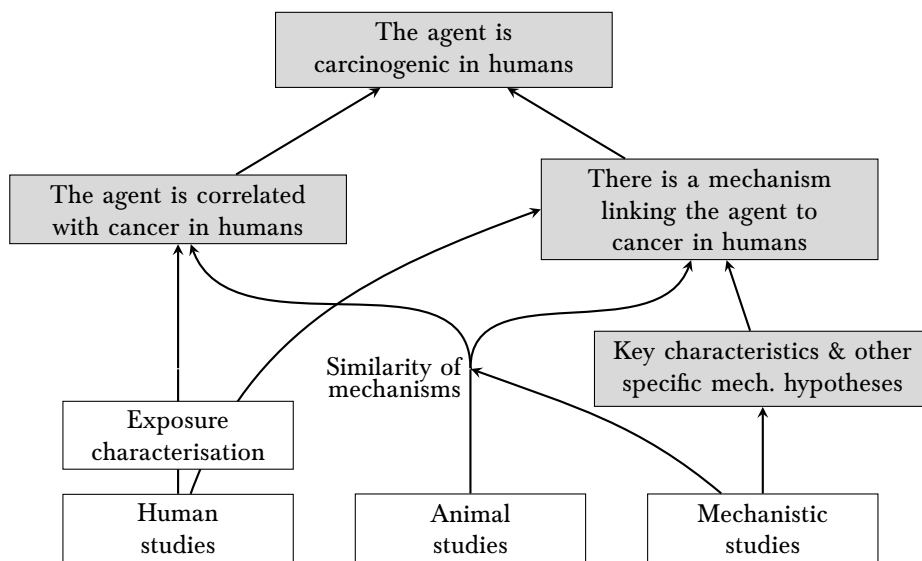 The agent is
carcinogenic in humans
The agent is correlated
with cancer in humans
There is a mechanism
linking the agent to
cancer in humans
Similarity of
mechanisms
Key characteristics & other
specific mech. hypotheses
Exposure
characterisation
Human
studies
Animal
studies
Mechanistic
studies